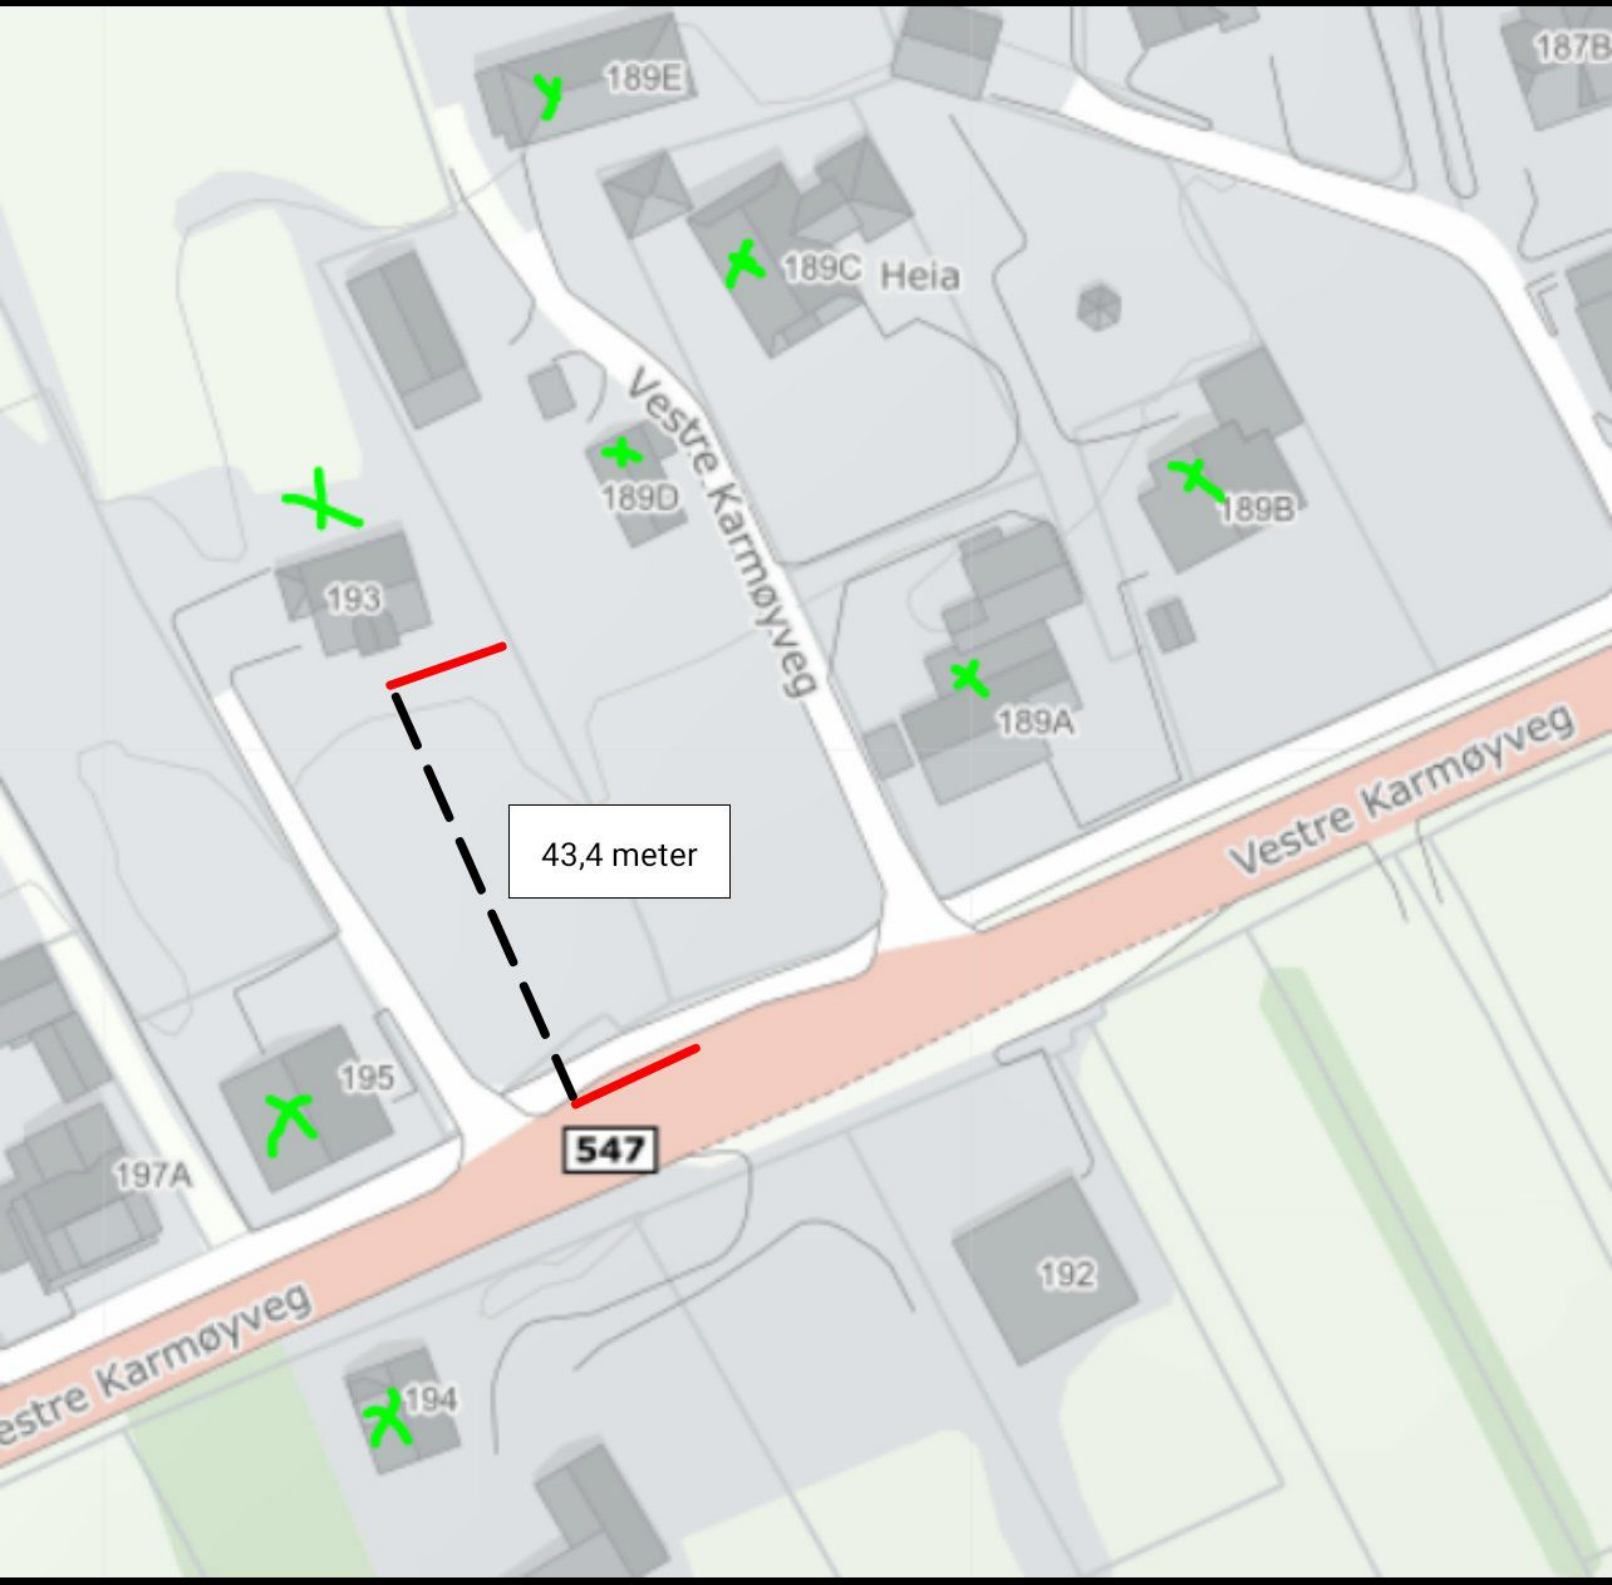 189E
187B
189C Heia
Vestre Karmøyveg
189D
189B
193
189A
Vestre Karmøyveg
43,4 meter
195
547
197A
192
estre Karmøyveg
194